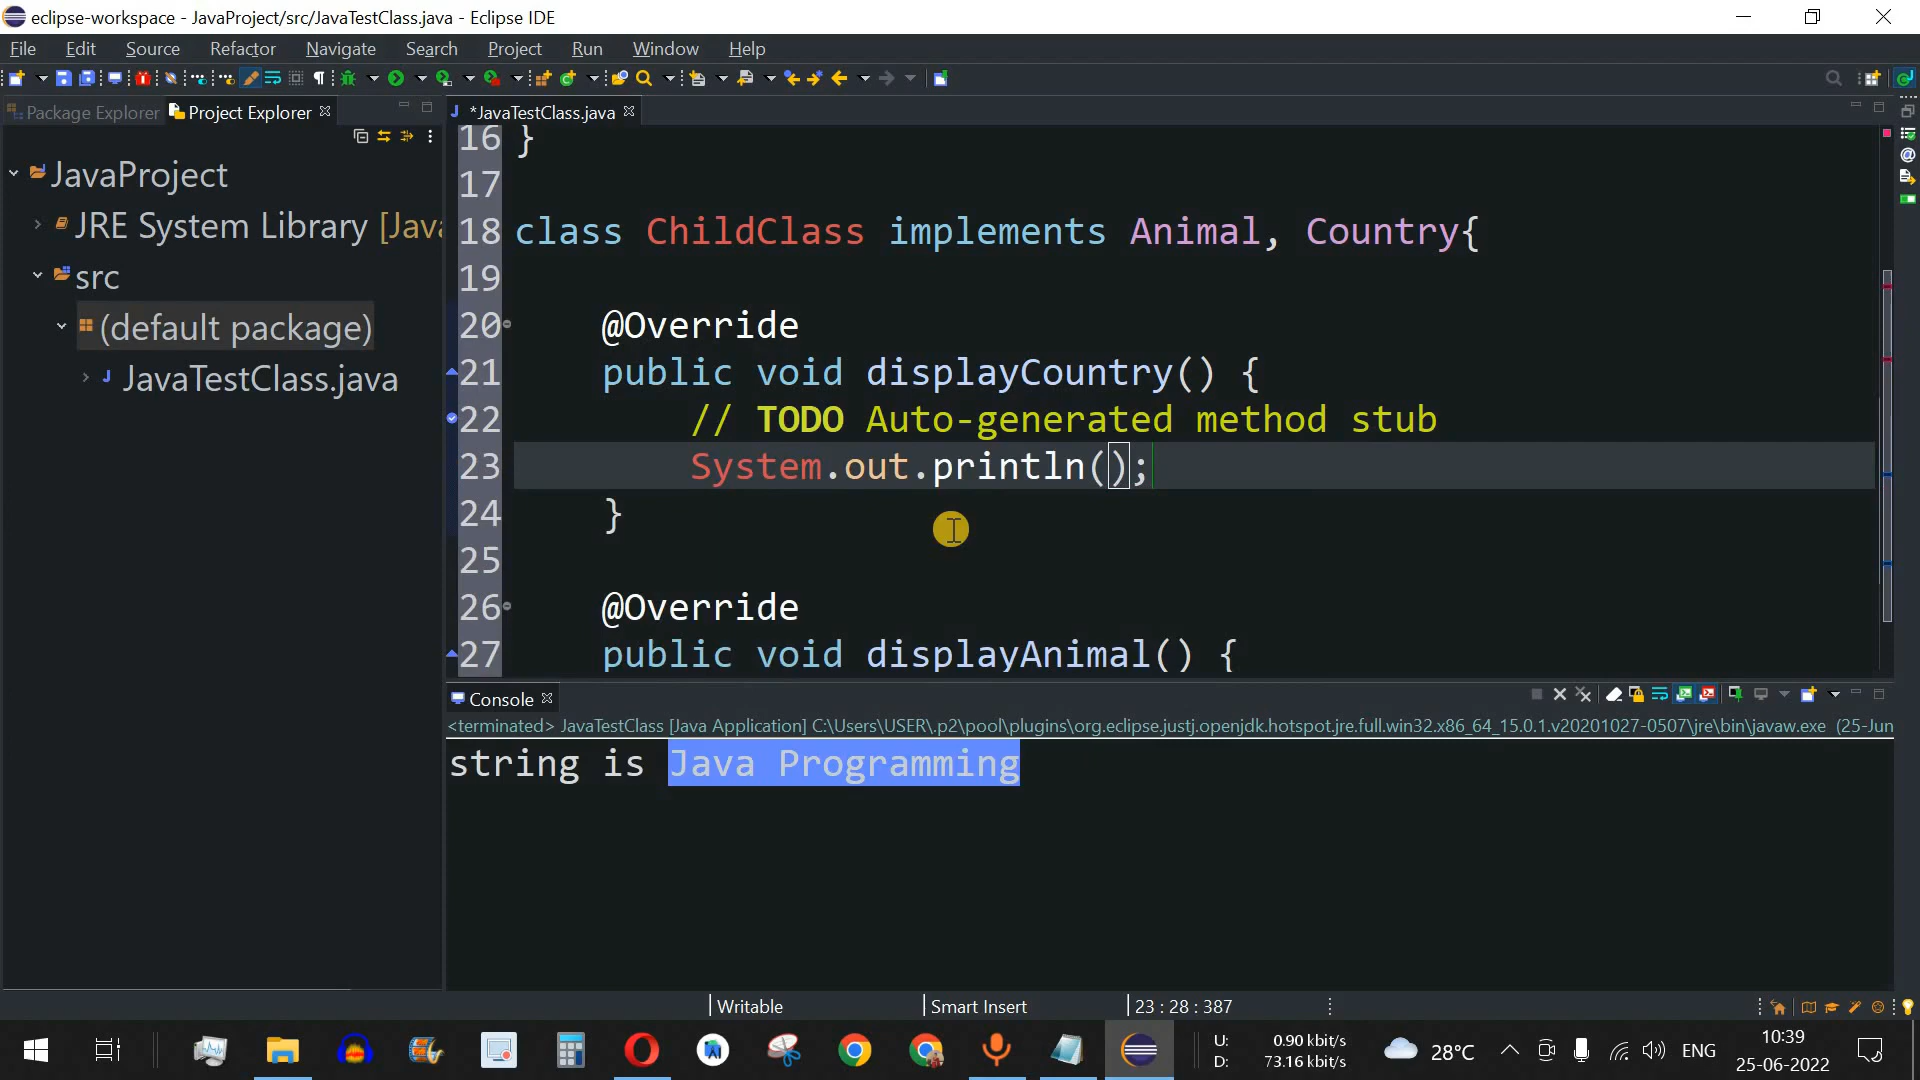 eclipse-workspace - JavaProject/src/JavaTestClass.java - Eclipse IDE
File Edit Source Refactor Navigate Search Project Run Window Help
Package Explorer Project Explorer *JavaTestClass.java
JavaProject
JRE System Library [Java
src
(default package)
JavaTestClass.java
16 }
17
18 class ChildClass implements Animal, Country{
19
20 @Override
21 public void displayCountry() {
22 // TODO Auto-generated method stub
23 System.out.println();
24 }
25
26 @Override
27 public void displayAnimal() {
Console
<terminated> JavaTestClass [Java Application] C:\Users\USER\.p2\pool\plugins\org.eclipse.justj.openjdk.hotspot.jre.full.win32.x86_64_15.0.1.v20201027-0507\jre\bin\javaw.exe (25-Jun
string is Java Programming
Writable Smart Insert 23 : 28 : 387
U: 0.90 kbit/s
D: 73.16 kbit/s
28°C
ENG
10:39
25-06-2022